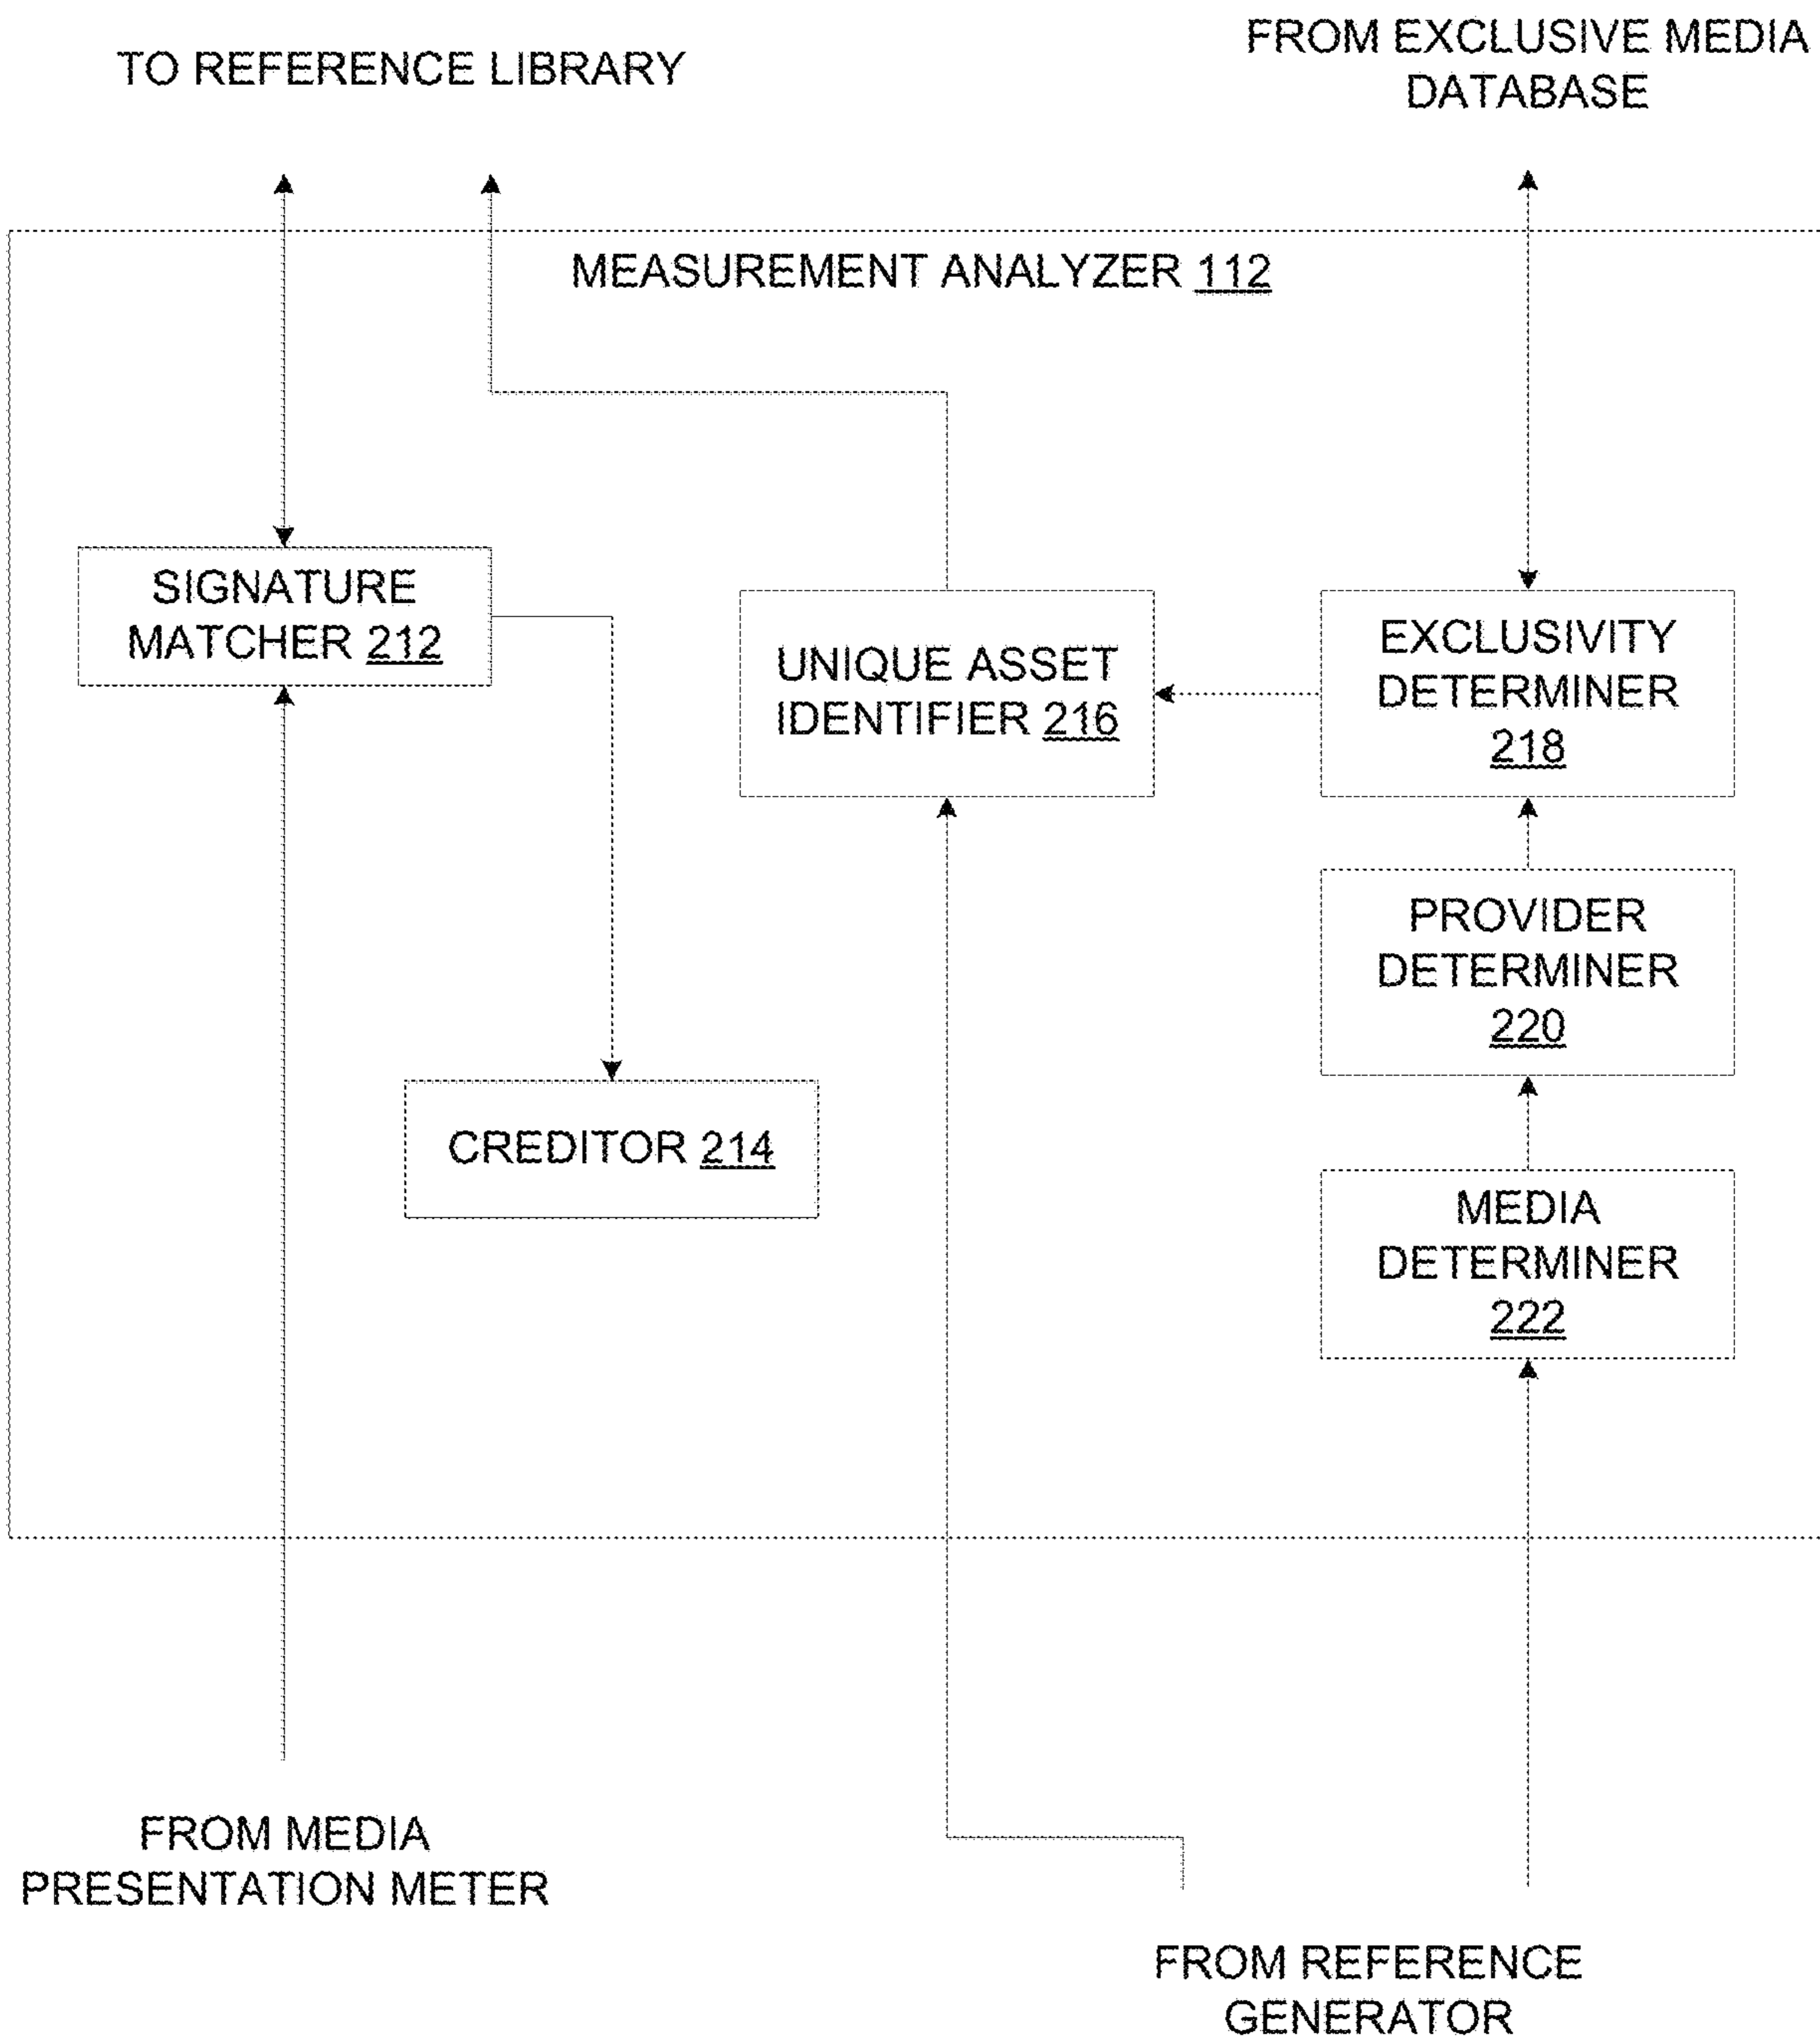 TO REFERENCE LIBRARY
FROM EXCLUSIVE MEDIA
DATABASE
MEASUREMENT ANALYZER 112
SIGNATURE
MATCHER 212
UNIQUE ASSET
IDENTIFIER 216
EXCLUSIVITY
DETERMINER
218
PROVIDER
DETERMINER
220
CREDITOR 214
MEDIA
DETERMINER
222
FROM MEDIA
PRESENTATION METER
FROM REFERENCE
GENERATOR